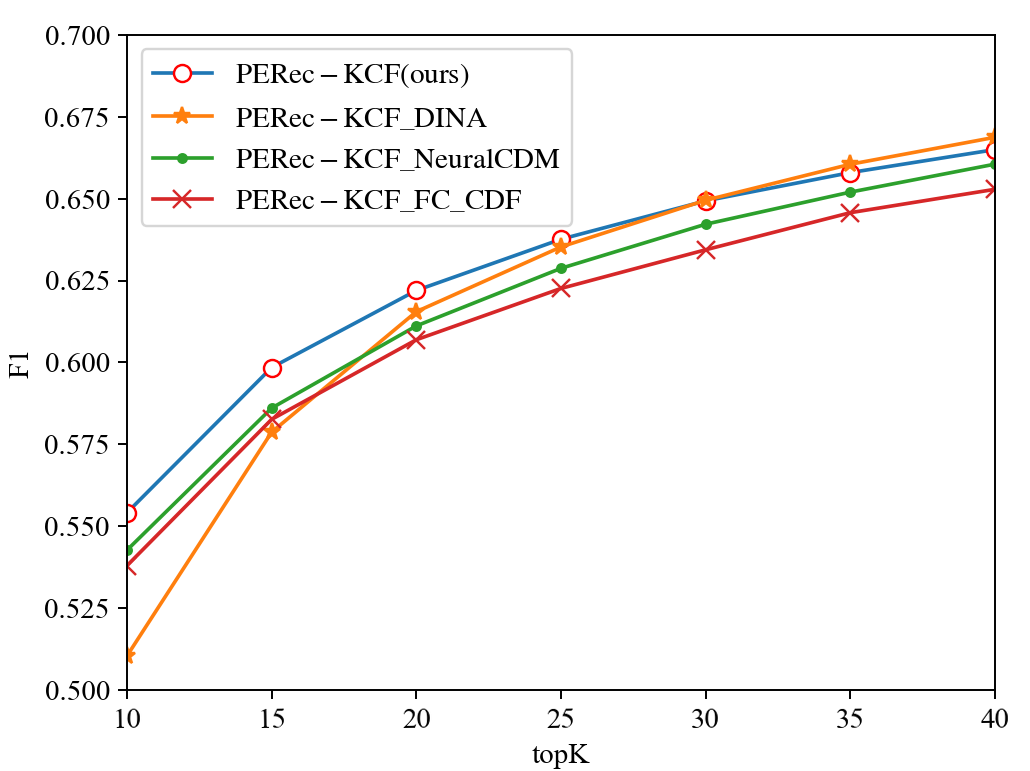 0.700
0.675
0.650
0.625
0.600
0.575
0.550
0.525
0.500
F1
PERec – KCF(ours)
PERec – KCF_DINA
PERec – KCF_NeuralCDM
PERec – KCF_FC_CDF
10 15 20 25 30 35 40
topK